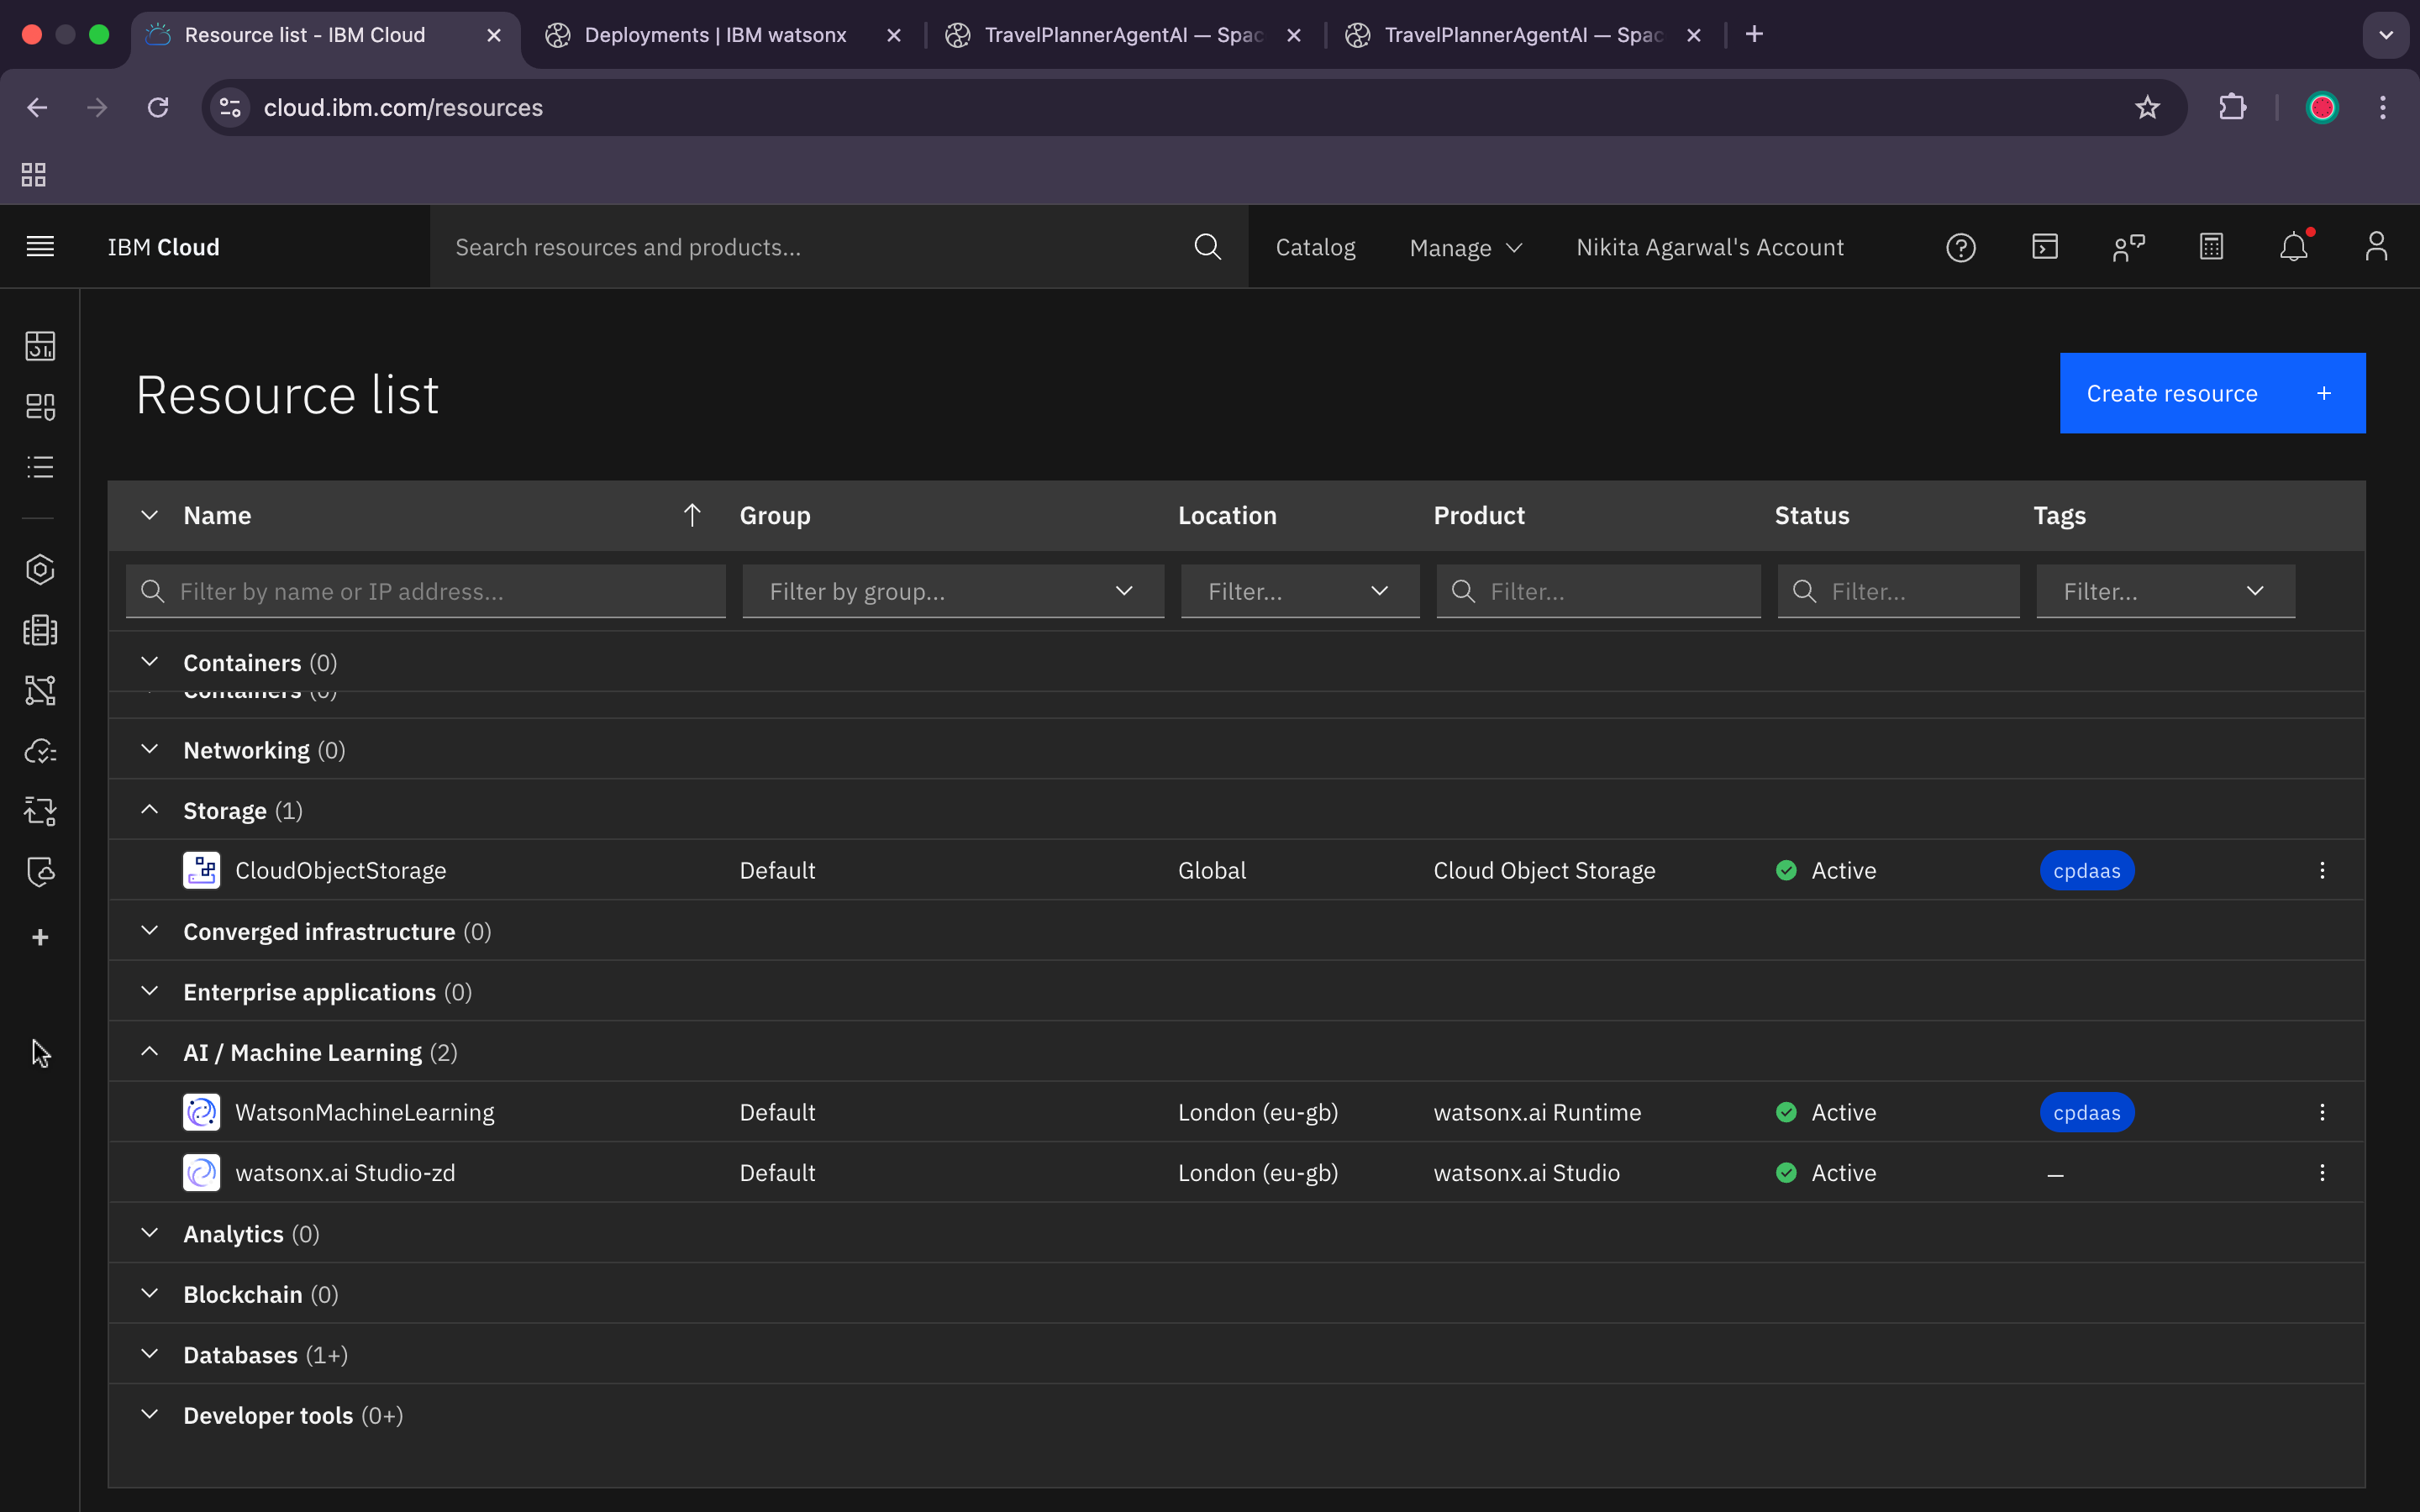 Resource list - IBM Cloud
Deployments | IBM watsonx
TravelPlannerAgentAI — Spac
TravelPlannerAgentAI — Spac
cloud.ibm.com/resources
IBM Cloud
Search resources and products...
Catalog
Manage
Nikita Agarwal's Account
Resource list
Create resource +
Name Group Location Product Status Tags
Filter by name or IP address... Filter by group... Filter... Filter... Filter... Filter...
Containers (0)
Containers (0)
Networking (0)
Storage (1)
CloudObjectStorage Default Global Cloud Object Storage Active cpdaas
Converged infrastructure (0)
Enterprise applications (0)
AI / Machine Learning (2)
WatsonMachineLearning Default London (eu-gb) watsonx.ai Runtime Active cpdaas
watsonx.ai Studio-zd Default London (eu-gb) watsonx.ai Studio Active –
Analytics (0)
Blockchain (0)
Databases (1+)
Developer tools (0+)